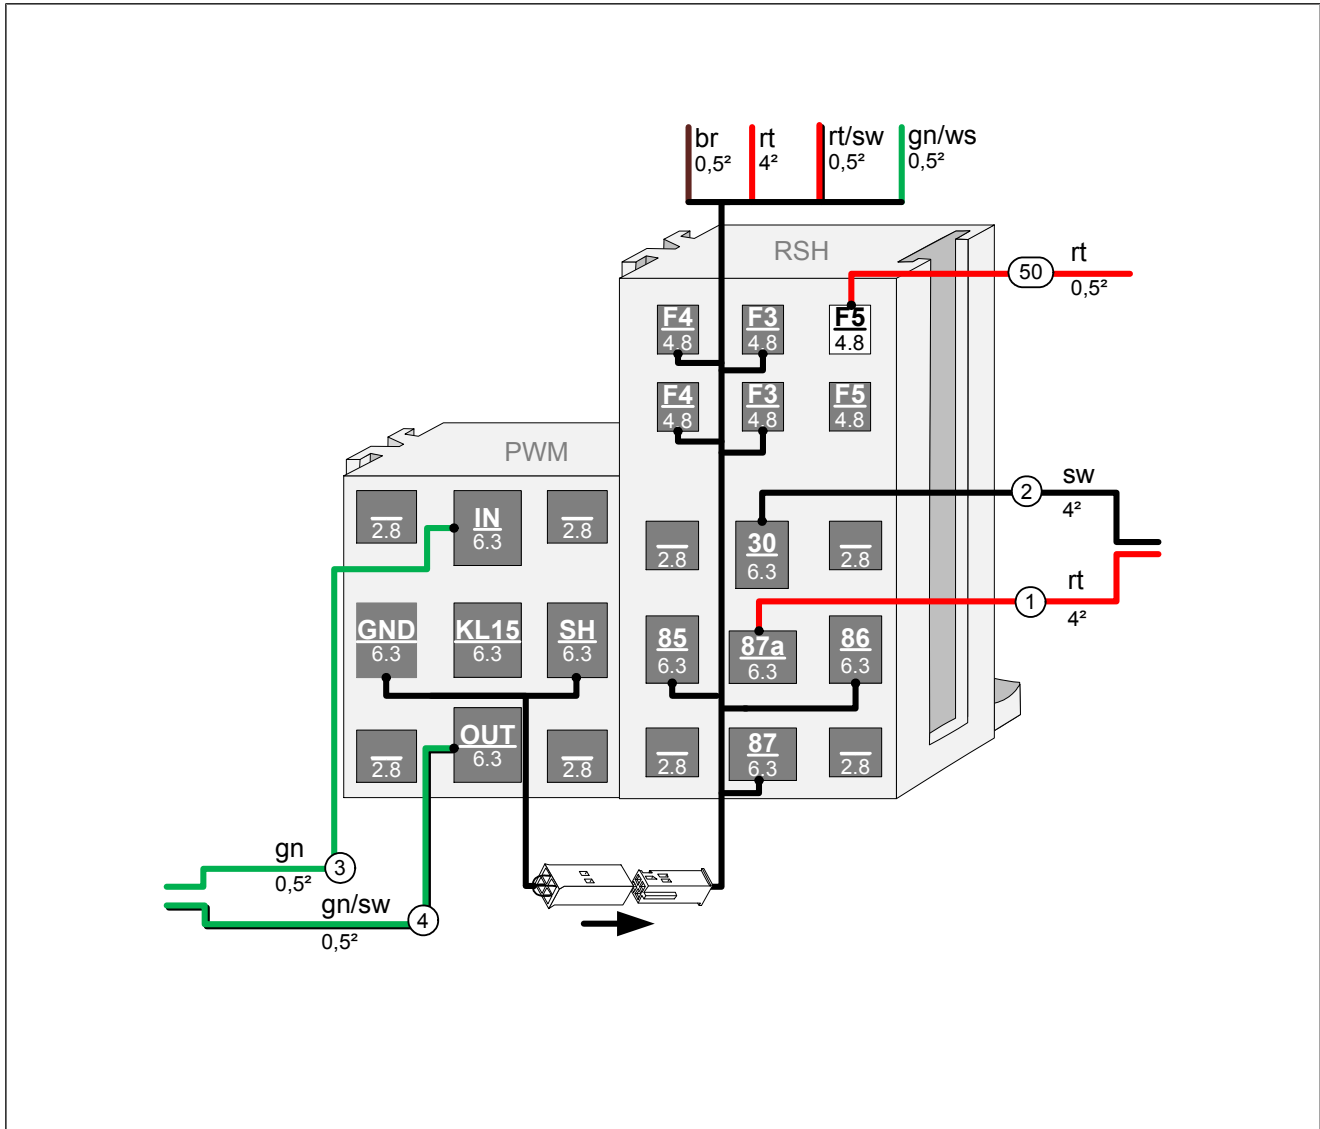 br
0,5²
rt
4²
rt/sw
0,5²
gn/ws
0,5²
RSH
50
rt
0,5²
F4
4.8
F3
4.8
F5
4.8
F4
4.8
F3
4.8
F5
4.8
PWM
2
sw
4²
2.8
IN
6.3
2.8
2.8
30
6.3
2.8
1
rt
4²
GND
6.3
KL15
6.3
SH
6.3
85
6.3
87a
6.3
86
6.3
2.8
OUT
6.3
2.8
2.8
87
6.3
2.8
gn
0,5²
3
gn/sw
0,5²
4